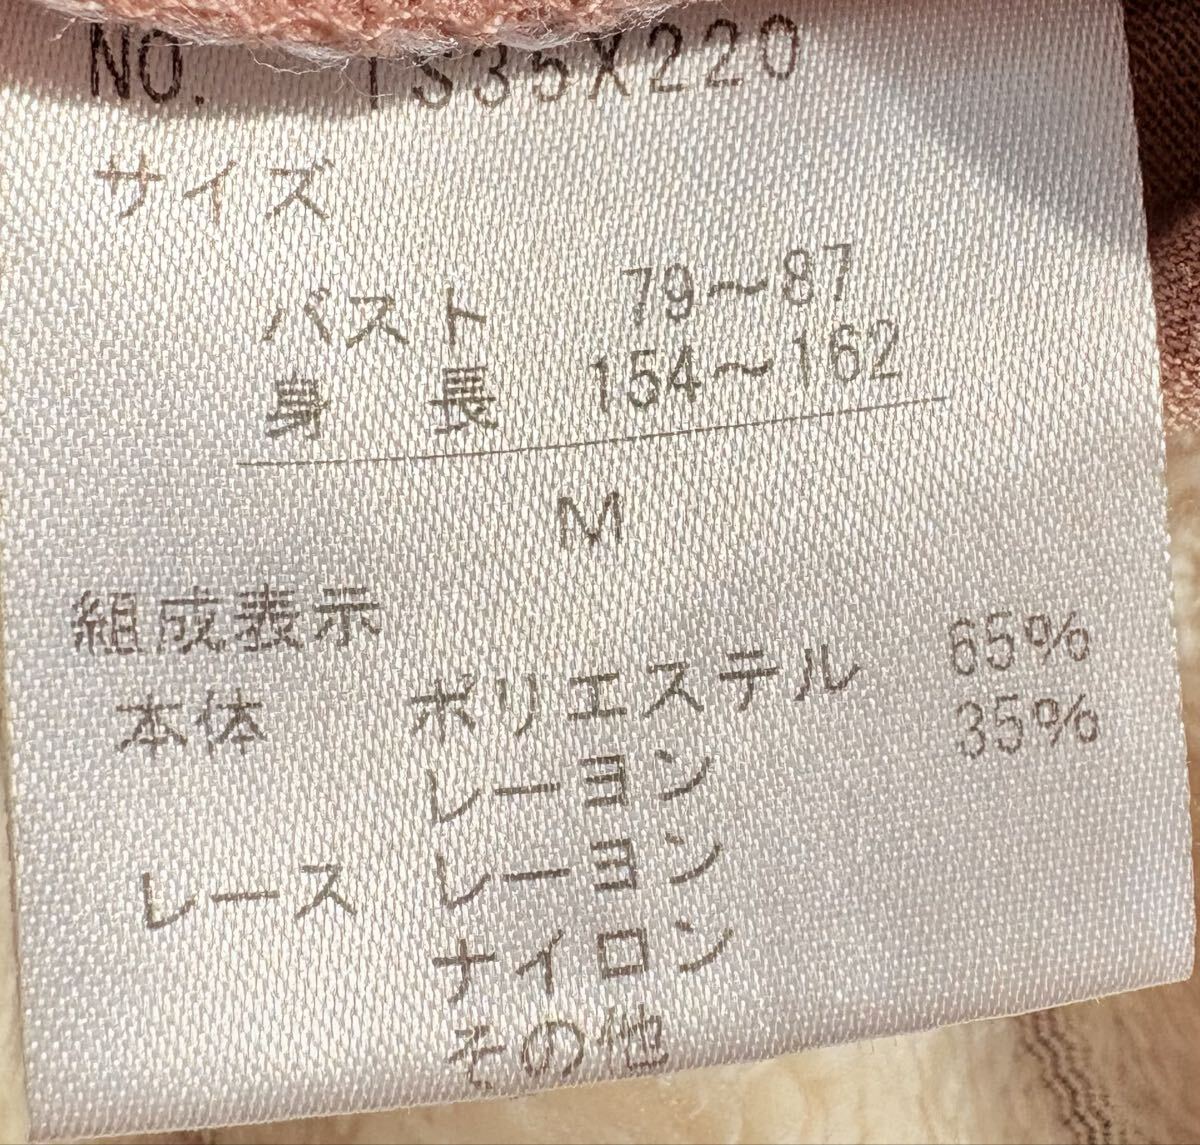 NO. TS35X220
サイズ
バスト 79〜87
身長 154〜162
M
組成表示
本体 ポリエステル 65%
レーヨン 35%
レース レーヨン
ナイロン
その他